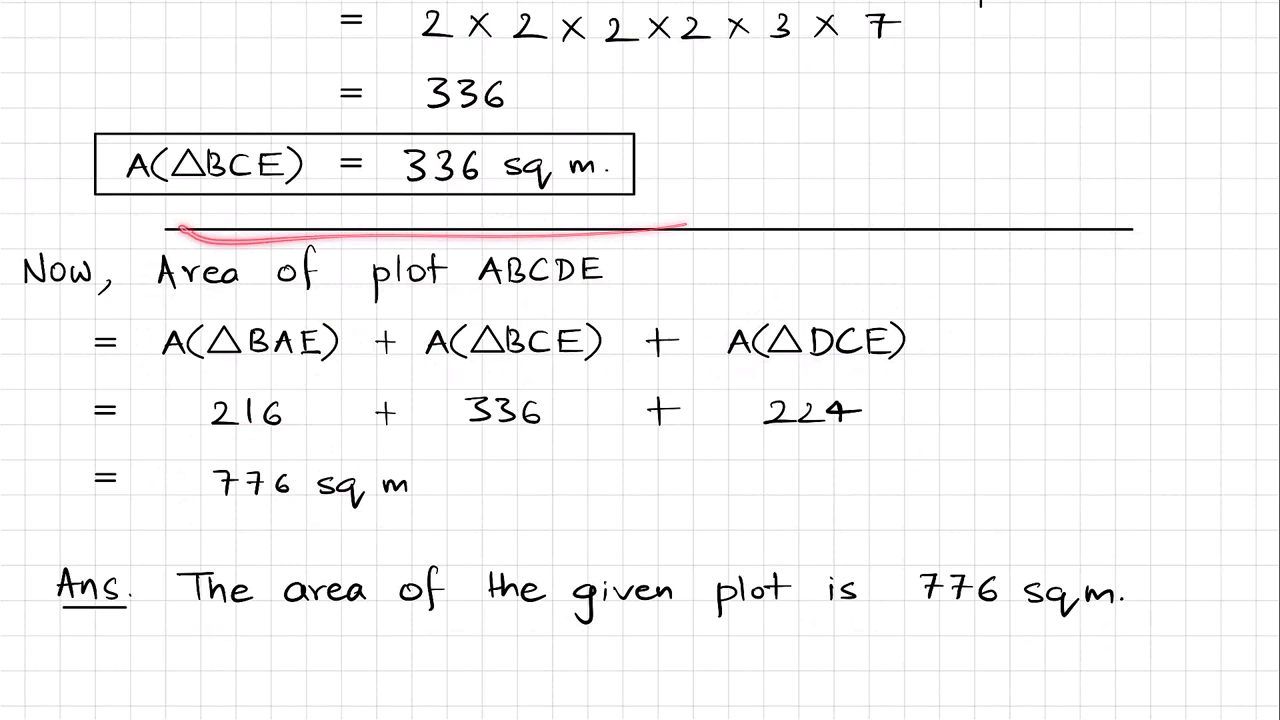 = 2 × 2 × 2 × 2 × 3 × 7
= 336
A(△BCE) = 336 sq m.
Now, Area of plot ABCDE
= A(△BAE) + A(△BCE) + A(△DCE)
= 216 + 336 + 224
= 776 sq m
Ans. The area of the given plot is 776 sqm.